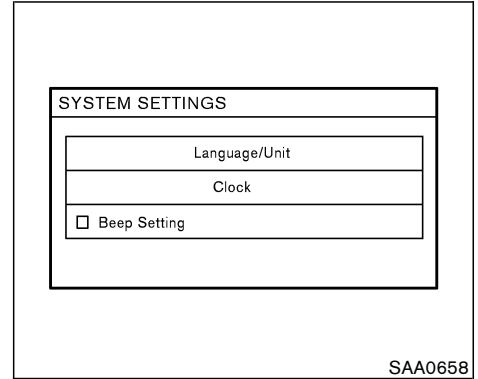 SYSTEM SETTINGS
Language/Unit
Clock
Beep Setting
SAA0658